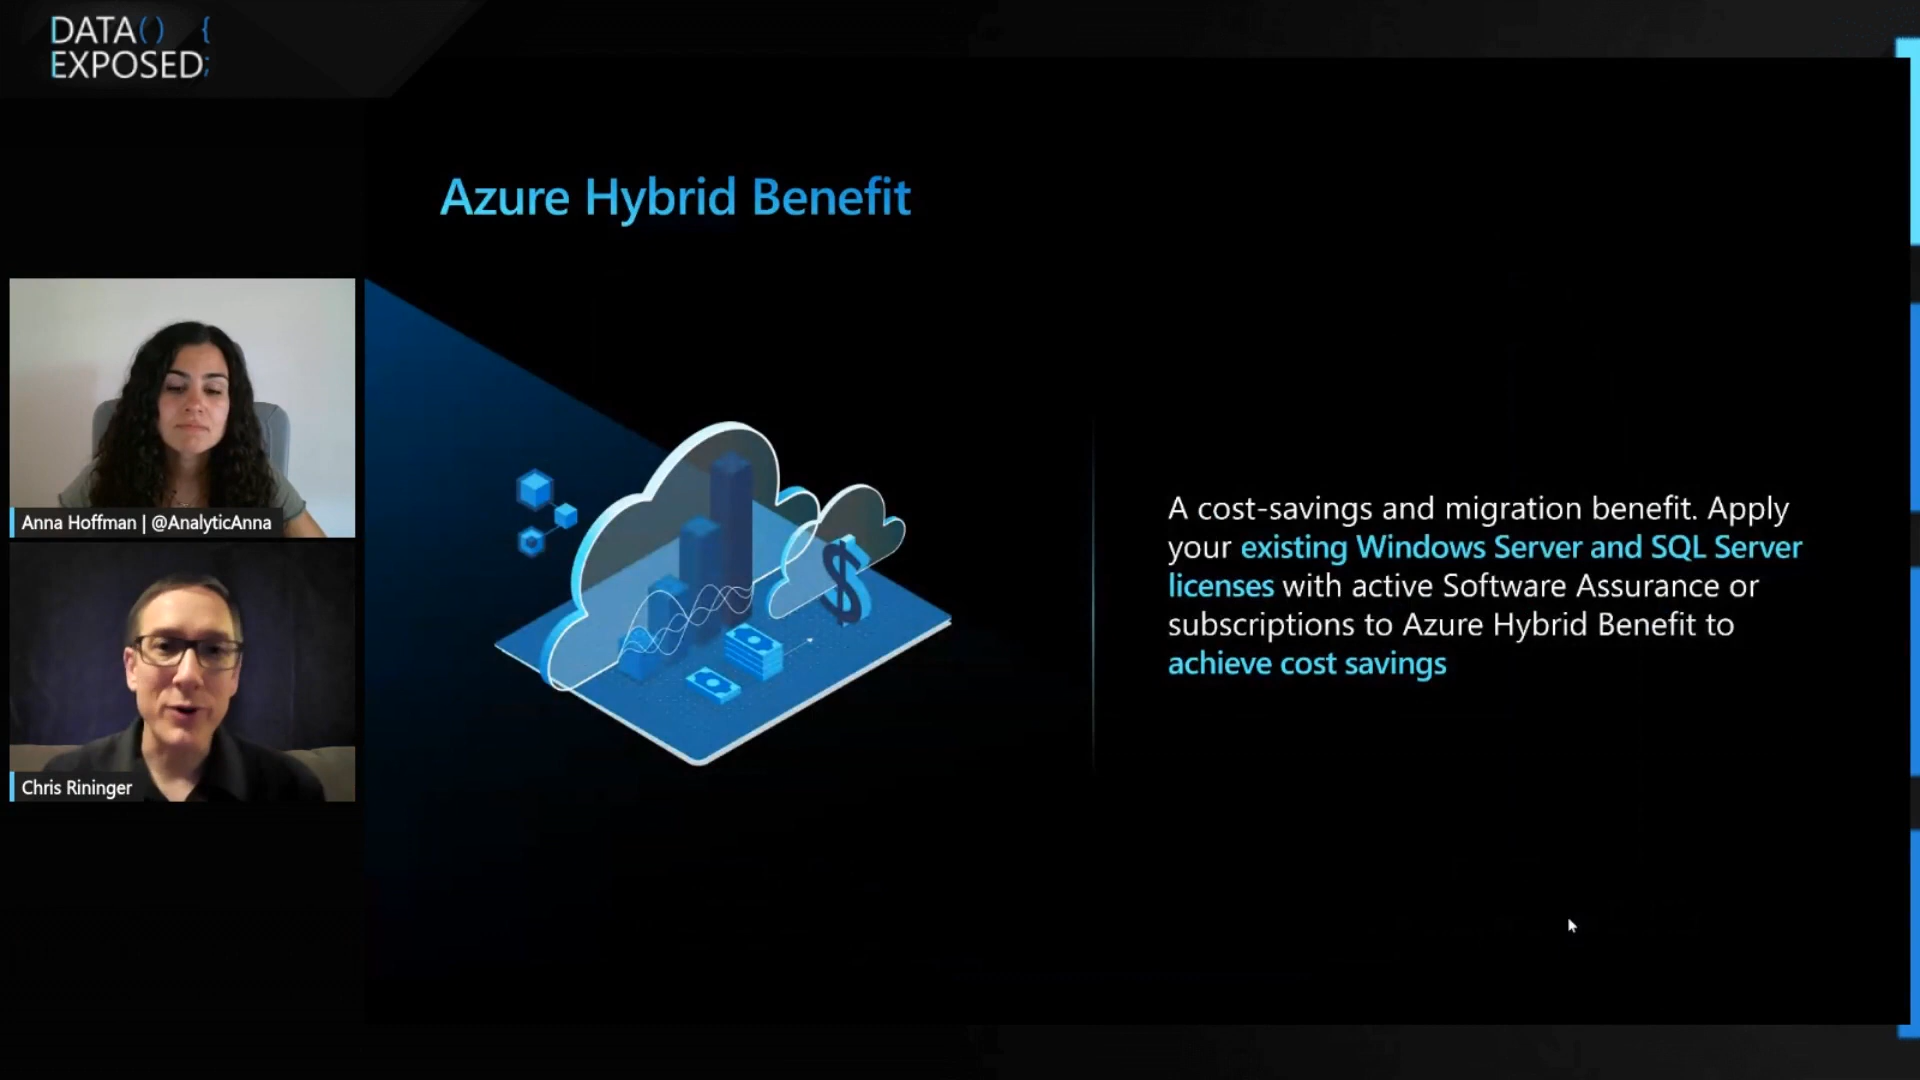 DATA() {
EXPOSED;
Azure Hybrid Benefit
Anna Hoffman | @AnalyticAnna
Chris Rininger
A cost-savings and migration benefit. Apply
your existing Windows Server and SQL Server
licenses with active Software Assurance or
subscriptions to Azure Hybrid Benefit to
achieve cost savings
$